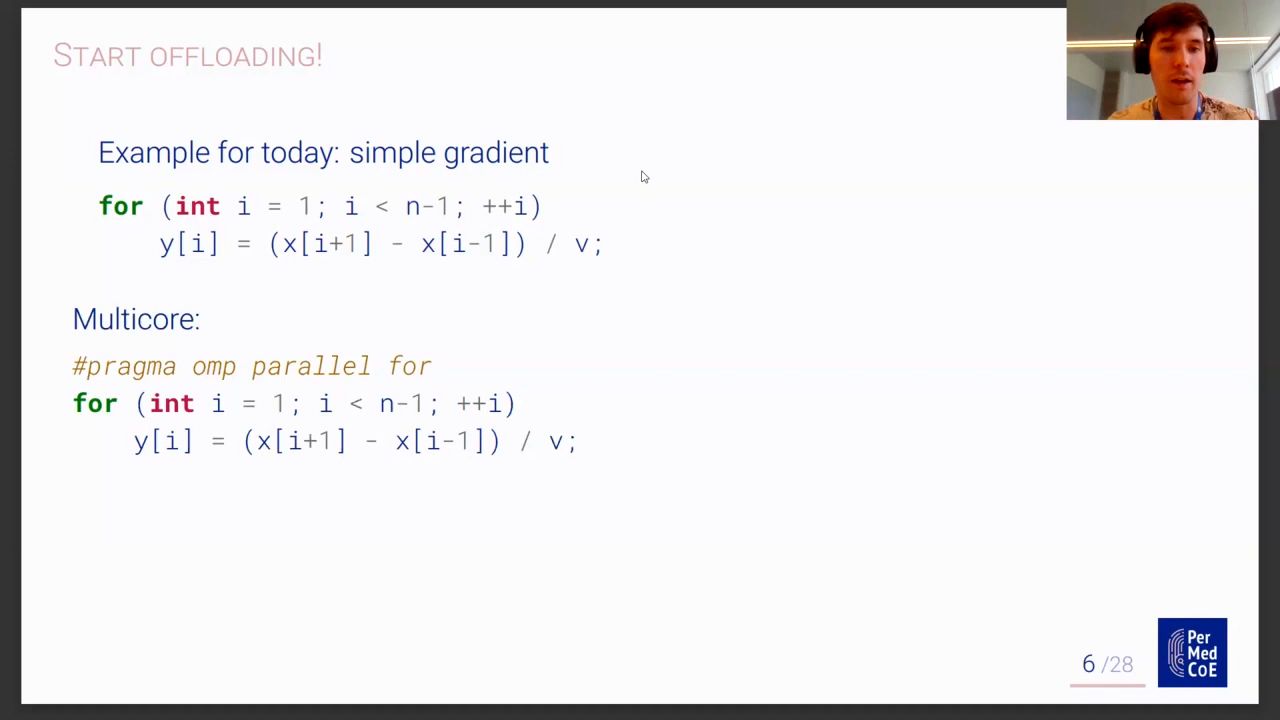 START OFFLOADING!
Example for today: simple gradient
for (int i = 1; i < n-1; ++i)
y[i] = (x[i+1] - x[i-1]) / v;
Multicore:
#pragma omp parallel for
for (int i = 1; i < n-1; ++i)
y[i] = (x[i+1] - x[i-1]) / v;
6 /28
Per
Med
CoE